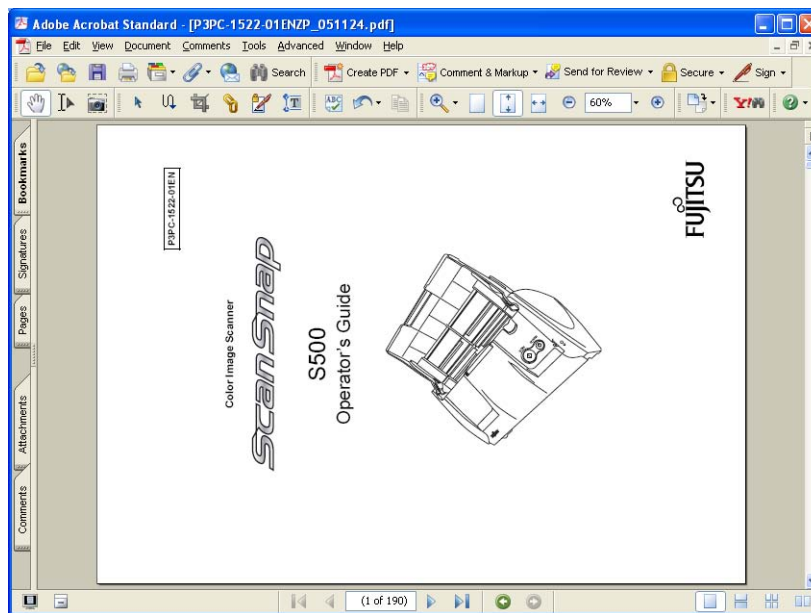 Adobe Acrobat Standard - [P3PC-1522-01ENZP_051124.pdf]
File Edit View Document Comments Tools Advanced Window Help
Search Create PDF Comment & Markup Send for Review Secure Sign
ABC 60% Y!
Bookmarks
Signatures
Pages
Attachments
Comments
P3PC-1522-01EN
FUJITSU
Color Image Scanner
ScanSnap
S500
Operator's Guide
(1 of 190)